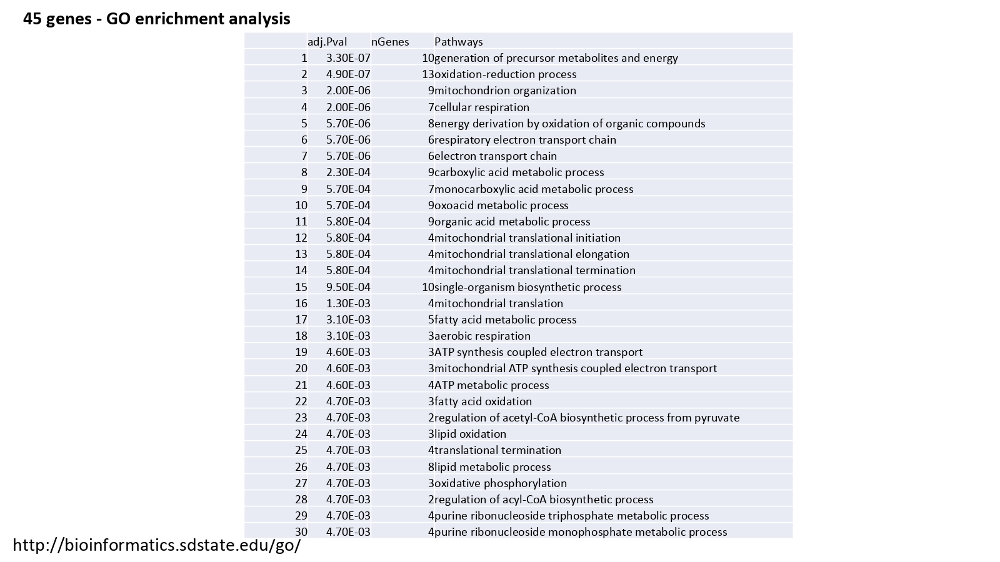 45 genes - GO enrichment analysis
adj.Pval nGenes Pathways
1 3.30E-07 10 generation of precursor metabolites and energy
2 4.90E-07 13 oxidation-reduction process
3 2.00E-06 9 mitochondrion organization
4 2.00E-06 7 cellular respiration
5 5.70E-06 8 energy derivation by oxidation of organic compounds
6 5.70E-06 6 respiratory electron transport chain
7 5.70E-06 6 electron transport chain
8 2.30E-04 9 carboxylic acid metabolic process
9 5.70E-04 7 monocarboxylic acid metabolic process
10 5.70E-04 9 oxoacid metabolic process
11 5.80E-04 9 organic acid metabolic process
12 5.80E-04 4 mitochondrial translational initiation
13 5.80E-04 4 mitochondrial translational elongation
14 5.80E-04 4 mitochondrial translational termination
15 9.50E-04 10 single-organism biosynthetic process
16 1.30E-03 4 mitochondrial translation
17 3.10E-03 5 fatty acid metabolic process
18 3.10E-03 3 aerobic respiration
19 4.60E-03 3 ATP synthesis coupled electron transport
20 4.60E-03 3 mitochondrial ATP synthesis coupled electron transport
21 4.60E-03 4 ATP metabolic process
22 4.70E-03 3 fatty acid oxidation
23 4.70E-03 2 regulation of acetyl-CoA biosynthetic process from pyruvate
24 4.70E-03 3 lipid oxidation
25 4.70E-03 4 translational termination
26 4.70E-03 8 lipid metabolic process
27 4.70E-03 3 oxidative phosphorylation
28 4.70E-03 2 regulation of acyl-CoA biosynthetic process
29 4.70E-03 4 purine ribonucleoside triphosphate metabolic process
30 4.70E-03 4 purine ribonucleoside monophosphate metabolic process
http://bioinformatics.sdstate.edu/go/